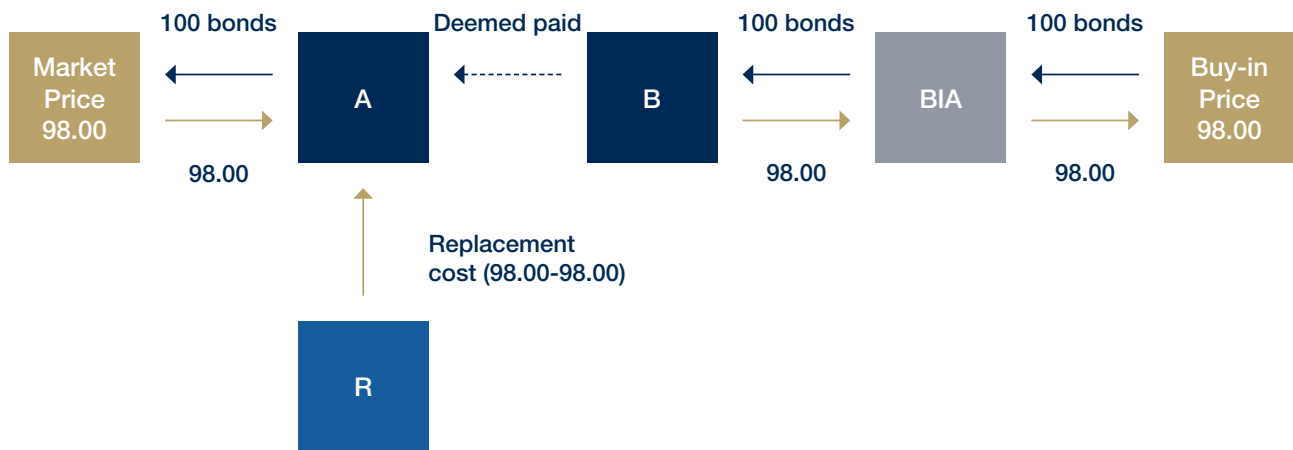 100 bonds
Deemed paid
100 bonds
100 bonds
Market
Price
98.00
A
B
BIA
Buy-in
Price
98.00
98.00
98.00
98.00
Replacement
cost (98.00-98.00)
R